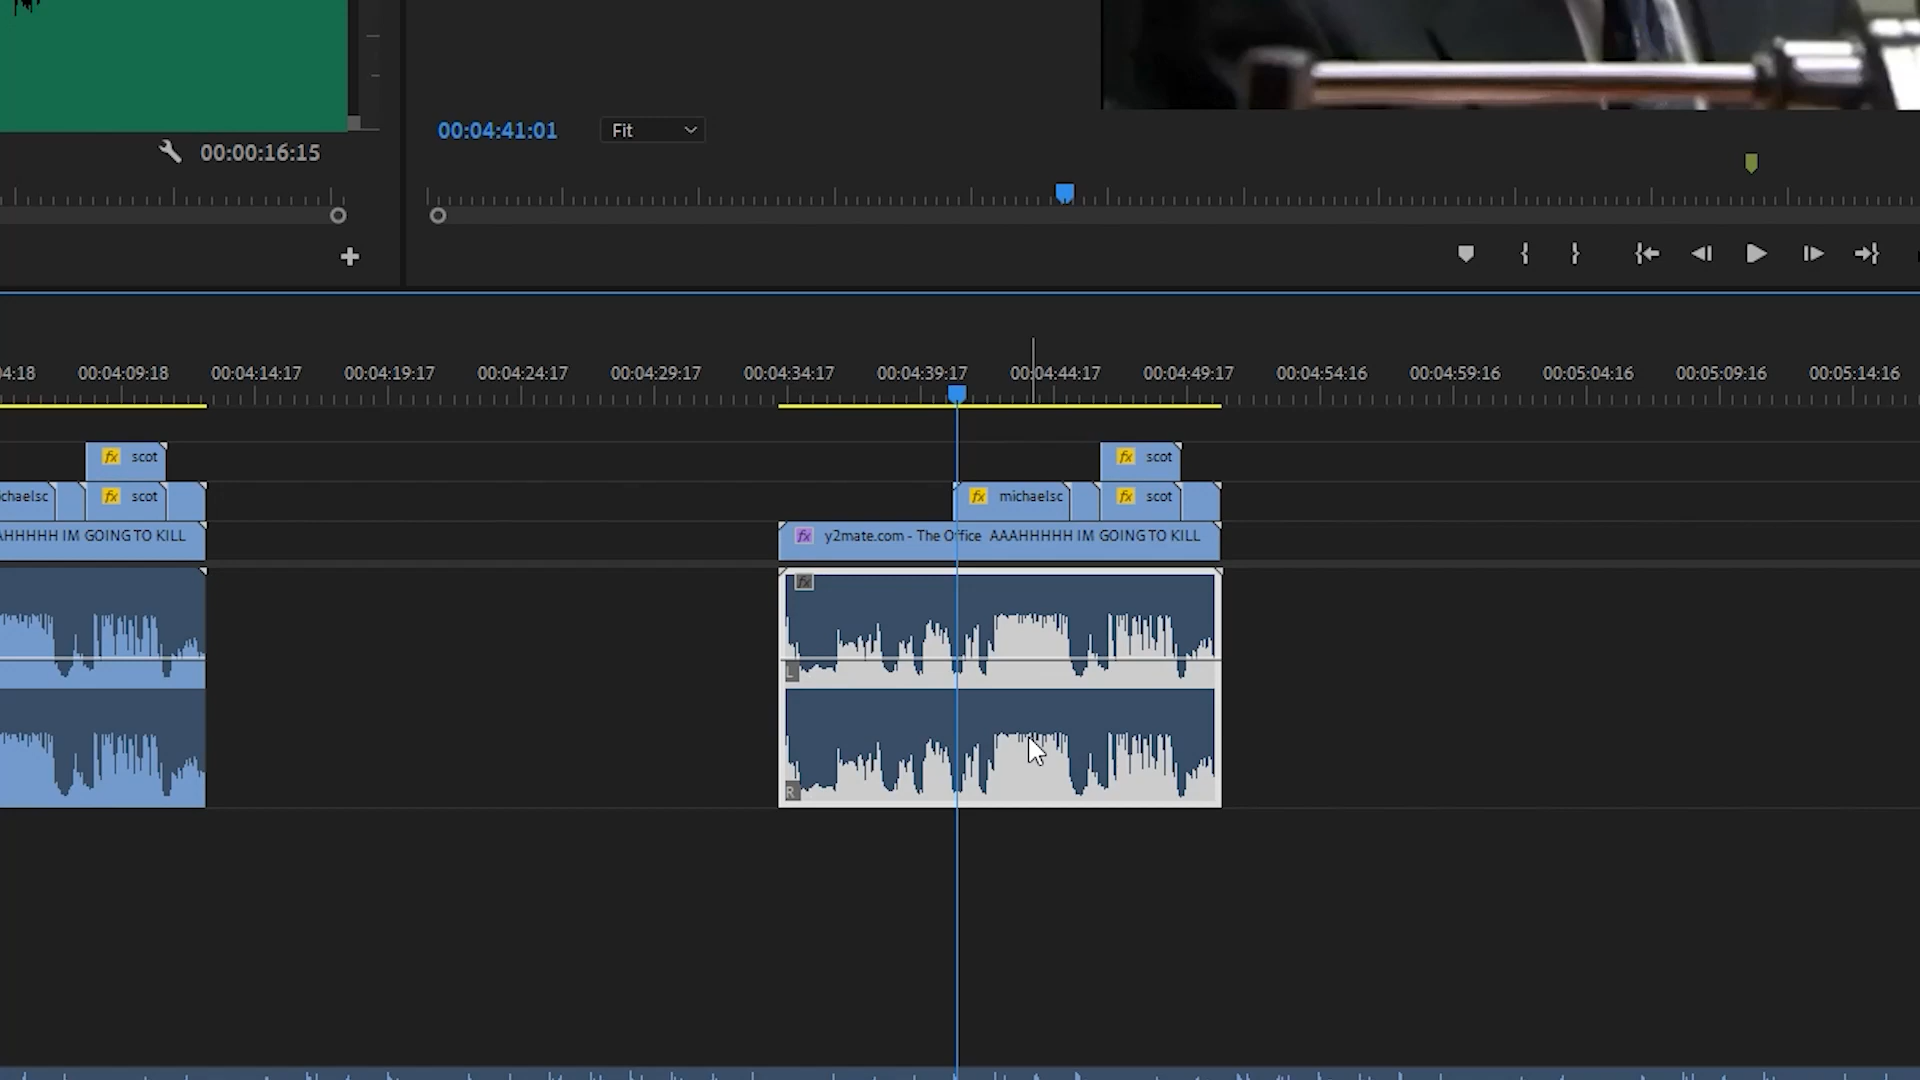 00:04:41:01 Fit
00:00:16:15
04:18 00:04:09:18 00:04:14:17 00:04:19:17 00:04:24:17 00:04:29:17 00:04:34:17 00:04:39:17 00:04:44:17 00:04:49:17 00:04:54:16 00:04:59:16 00:05:04:16 00:05:09:16 00:05:14:16
fx scot fx scot
chaelsc fx scot fx michaelsc fx scot
AHHHHH IM GOING TO KILL fx y2mate.com - The Office AAAHHHHH IM GOING TO KILL
fx
L
R